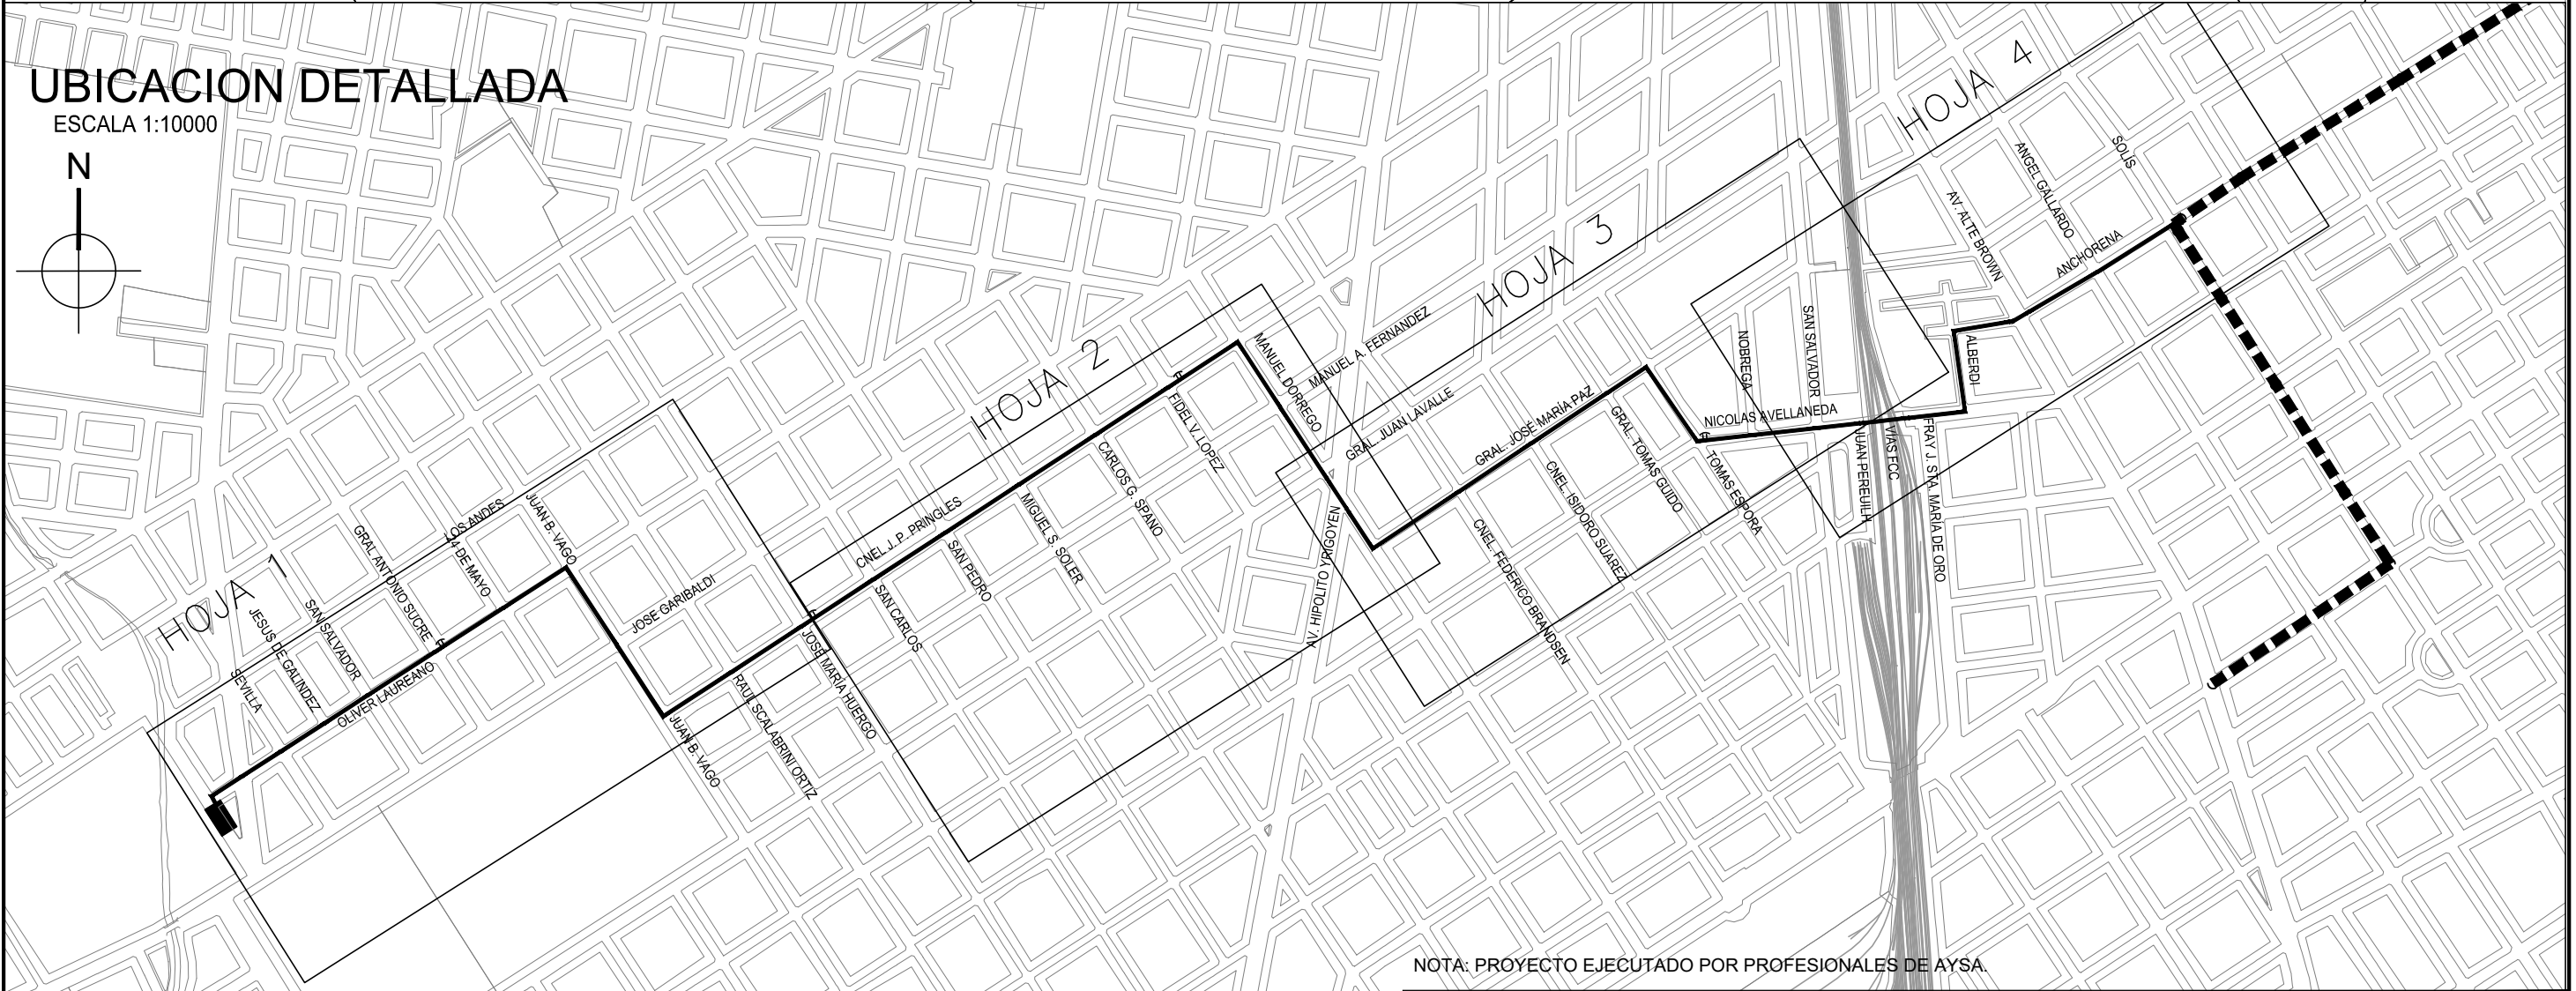 UBICACION DETALLADA
ESCALA 1:10000
N
HOJA 1
HOJA 2
HOJA 3
HOJA 4
SEVILLA
JESUS DE GALINDEZ
SAN SALVADOR
GRAL ANTONIO SUCRE
LOS ANDES
24 DE MAYO
JUAN B. VAGO
OLIVER LAUREANO
JOSE GARIBALDI
JUAN B. VAGO
RAUL SCALABRINI ORTIZ
JOSE MARÍA HUERGO
CNEL J. P. PRINGLES
SAN CARLOS
SAN PEDRO
MIGUEL S. SOLER
CARLOS G. SPANO
FIDEL V. LOPEZ
MANUEL DORREGO
MANUEL A. FERNANDEZ
AV. HIPOLITO YRIGOYEN
GRAL. JUAN LAVALLE
GRAL. JOSÉ MARÍA PAZ
CNEL. FEDERICO BRANDSEN
CNEL. ISIDORO SUAREZ
GRAL. TOMAS GUIDO
TOMAS ESPORA
NICOLAS AVELLANEDA
NOBREGA
SAN SALVADOR
JUAN PEREUILH
VIAS FCC
FRAY J. STA. MARÍA DE ORO
ALBERDI
AV. ALTE BROWN
ANGEL GALLARDO
SOLÍS
ANCHORENA
NOTA: PROYECTO EJECUTADO POR PROFESIONALES DE AYSA.